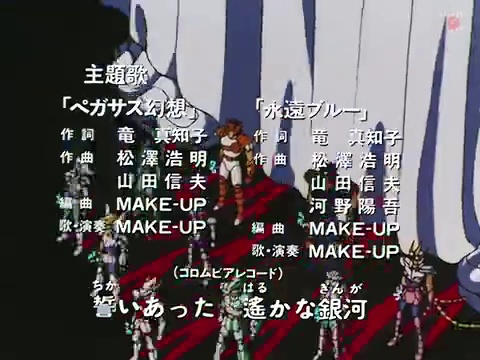 主題歌
「ペガサス幻想」
作詞 竜 真知子
作曲 松澤浩明
山田信夫
編曲 MAKE-UP
歌・演奏 MAKE-UP
「永遠ブルー」
作詞 竜 真知子
作曲 松澤浩明
山田信夫
河野陽吾
編曲 MAKE-UP
歌・演奏 MAKE-UP
(コロムビアレコード)
ちか はる ぎんが
誓いあった 遙かな銀河